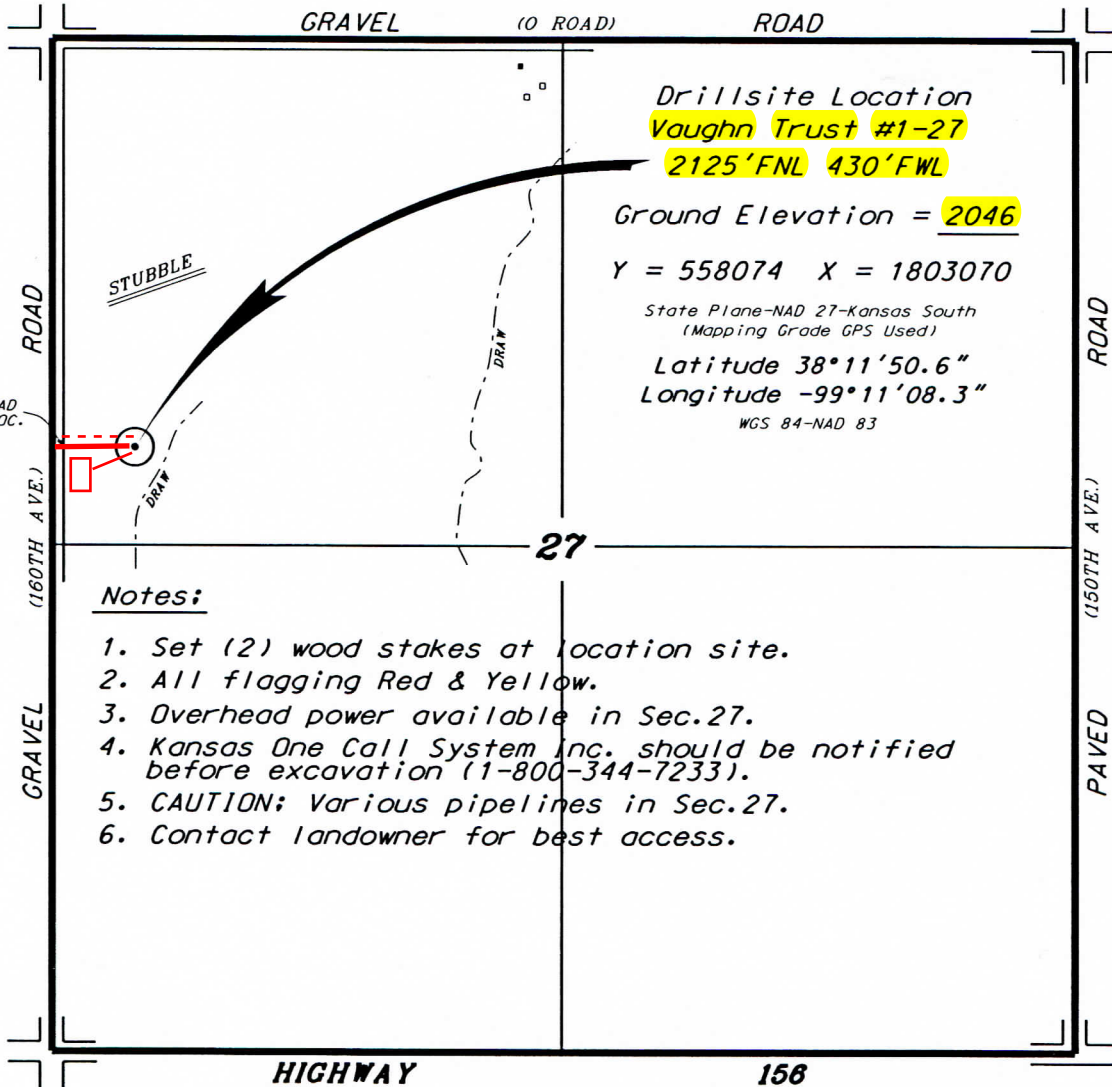 GRAVEL (O ROAD) ROAD
Drillsite Location
Vaughn Trust #1-27
2125'FNL 430'FWL
Ground Elevation = 2046
Y = 558074 X = 1803070
State Plane-NAD 27-Kansas South
(Mapping Grade GPS Used)
Latitude 38°11'50.6"
Longitude -99°11'08.3"
WGS 84-NAD 83
STUBBLE
DRAW
DRAW
ROAD
(160TH AVE.)
GRAVEL
ROAD
(150TH AVE.)
PAVED
27
Notes:
1. Set (2) wood stakes at location site.
2. All flagging Red & Yellow.
3. Overhead power available in Sec.27.
4. Kansas One Call System Inc. should be notified
before excavation (1-800-344-7233).
5. CAUTION: Various pipelines in Sec.27.
6. Contact landowner for best access.
HIGHWAY 156